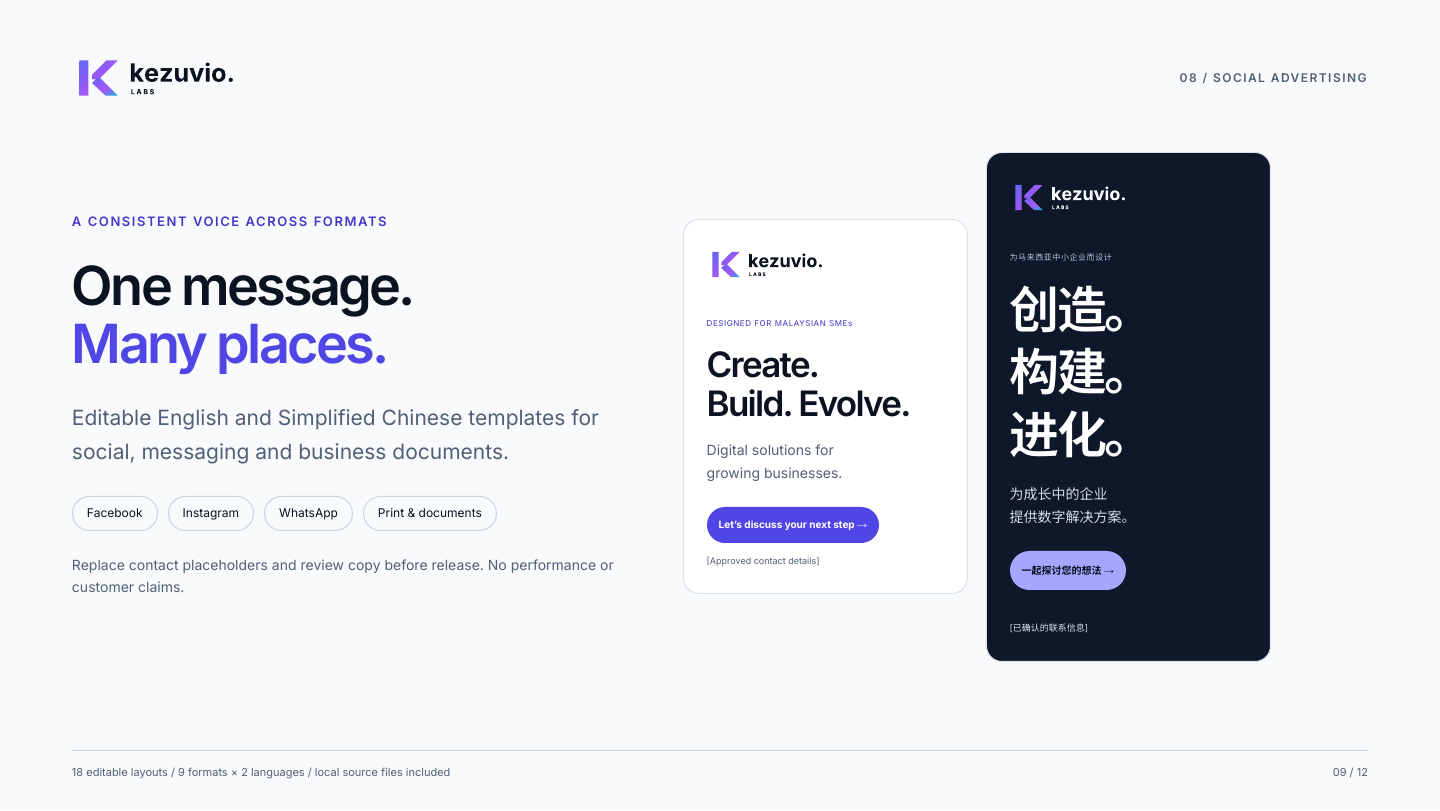 kezuvio.
LABS
08 / SOCIAL ADVERTISING
A CONSISTENT VOICE ACROSS FORMATS
One message.
Many places.
Editable English and Simplified Chinese templates for
social, messaging and business documents.
Facebook
Instagram
WhatsApp
Print & documents
Replace contact placeholders and review copy before release. No performance or
customer claims.
kezuvio.
LABS
DESIGNED FOR MALAYSIAN SMEs
Create.
Build. Evolve.
Digital solutions for
growing businesses.
Let’s discuss your next step →
[Approved contact details]
kezuvio.
LABS
为马来西亚中小企业而设计
创造。
构建。
进化。
为成长中的企业
提供数字解决方案。
一起探讨您的想法 →
[已确认的联系信息]
18 editable layouts / 9 formats × 2 languages / local source files included
09 / 12